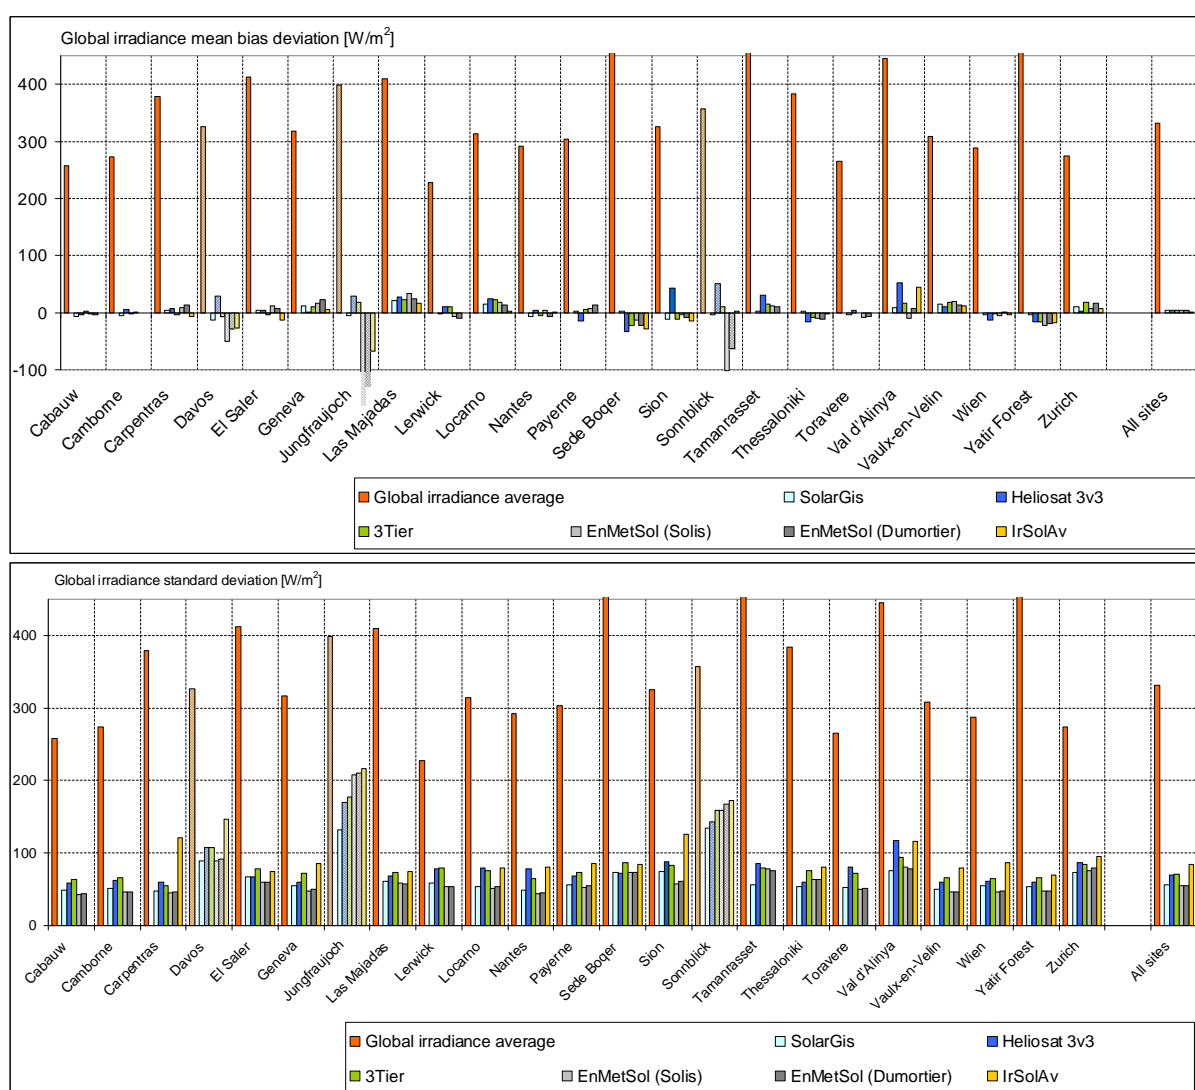 Global irradiance mean bias deviation [W/m²]
400
300
200
100
0
-100
Cabauw
Camborne
Carpentras
Davos
El Saler
Geneva
Jungfraujoch
Las Majadas
Lerwick
Locarno
Nantes
Payerne
Sede Boqer
Sion
Sonnblick
Tamanrasset
Thessaloniki
Toravere
Val d'Alinya
Vaulx-en-Velin
Wien
Yatir Forest
Zurich
All sites
Global irradiance average
SolarGis
Heliosat 3v3
3Tier
EnMetSol (Solis)
EnMetSol (Dumortier)
IrSolAv
Global irradiance standard deviation [W/m²]
400
300
200
100
0
Cabauw
Camborne
Carpentras
Davos
El Saler
Geneva
Jungfraujoch
Las Majadas
Lerwick
Locarno
Nantes
Payerne
Sede Boqer
Sion
Sonnblick
Tamanrasset
Thessaloniki
Toravere
Val d'Alinya
Vaulx-en-Velin
Wien
Yatir Forest
Zurich
All sites
Global irradiance average
SolarGis
Heliosat 3v3
3Tier
EnMetSol (Solis)
EnMetSol (Dumortier)
IrSolAv